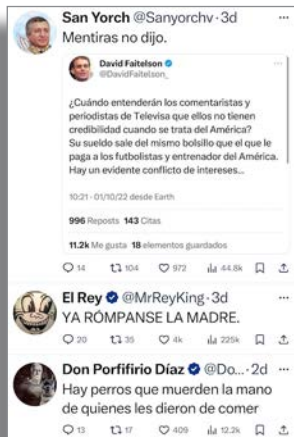 San Yorch @Sanyorchv · 3d
Mentiras no dijo.
David Faitelson
@DavidFaitelson_
¿Cuándo entenderán los comentaristas y
periodistas de Televisa que ellos no tienen
credibilidad cuando se trata del América?
Su sueldo sale del mismo bolsillo que el que le
paga a los futbolistas y entrenador del América.
Hay un evidente conflicto de intereses...
10:21 · 01/10/22 desde Earth
996 Reposts 143 Citas
11.2k Me gusta 18 elementos guardados
14 104 972 44.8k
El Rey @MrReyKing · 3d
YA RÓMPANSE LA MADRE.
20 35 4k 225k
Don Porfifirio Díaz @Do... · 2d
Hay perros que muerden la mano
de quienes les dieron de comer
13 17 409 12.2k